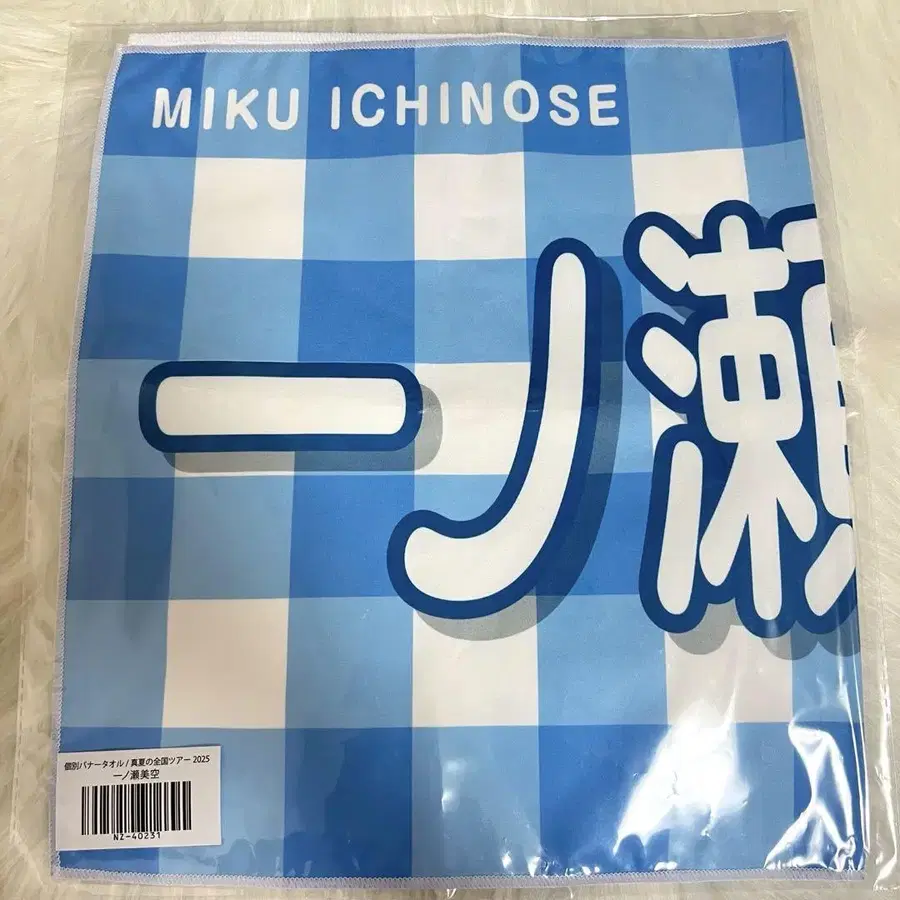 MIKU ICHINOSE
一ノ瀬
個別バナータオル / 真夏の全国ツアー 2025
一ノ瀬美空
NZ-40231